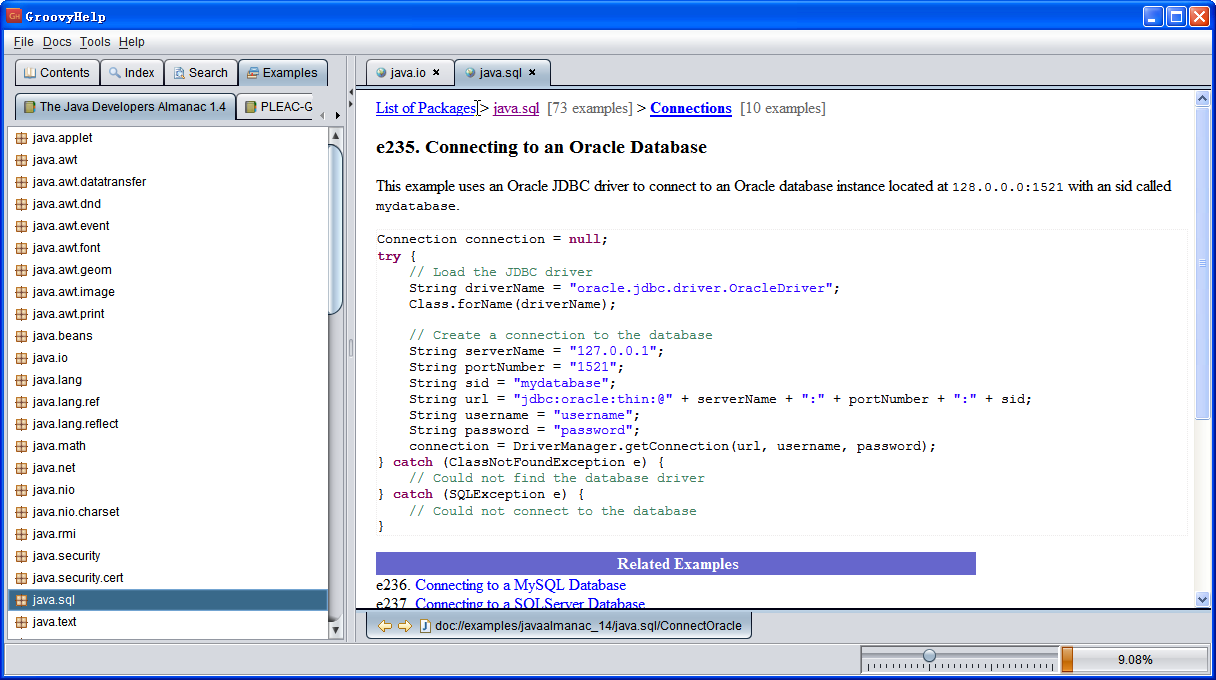 GroovyHelp
File Docs Tools Help
Contents Index Search Examples
The Java Developers Almanac 1.4 PLEAC-G
java.applet
java.awt
java.awt.datatransfer
java.awt.dnd
java.awt.event
java.awt.font
java.awt.geom
java.awt.image
java.awt.print
java.beans
java.io
java.lang
java.lang.ref
java.lang.reflect
java.math
java.net
java.nio
java.nio.charset
java.rmi
java.security
java.security.cert
java.sql
java.text
java.io java.sql
List of Packages > java.sql [73 examples] > Connections [10 examples]
e235. Connecting to an Oracle Database
This example uses an Oracle JDBC driver to connect to an Oracle database instance located at 128.0.0.0:1521 with an sid called
mydatabase.
Connection connection = null;
try {
// Load the JDBC driver
String driverName = "oracle.jdbc.driver.OracleDriver";
Class.forName(driverName);
// Create a connection to the database
String serverName = "127.0.0.1";
String portNumber = "1521";
String sid = "mydatabase";
String url = "jdbc:oracle:thin:@" + serverName + ":" + portNumber + ":" + sid;
String username = "username";
String password = "password";
connection = DriverManager.getConnection(url, username, password);
} catch (ClassNotFoundException e) {
// Could not find the database driver
} catch (SQLException e) {
// Could not connect to the database
}
Related Examples
e236. Connecting to a MySQL Database
e237. Connecting to a SQLServer Database
doc://examples/javaalmanac_14/java.sql/ConnectOracle
9.08%